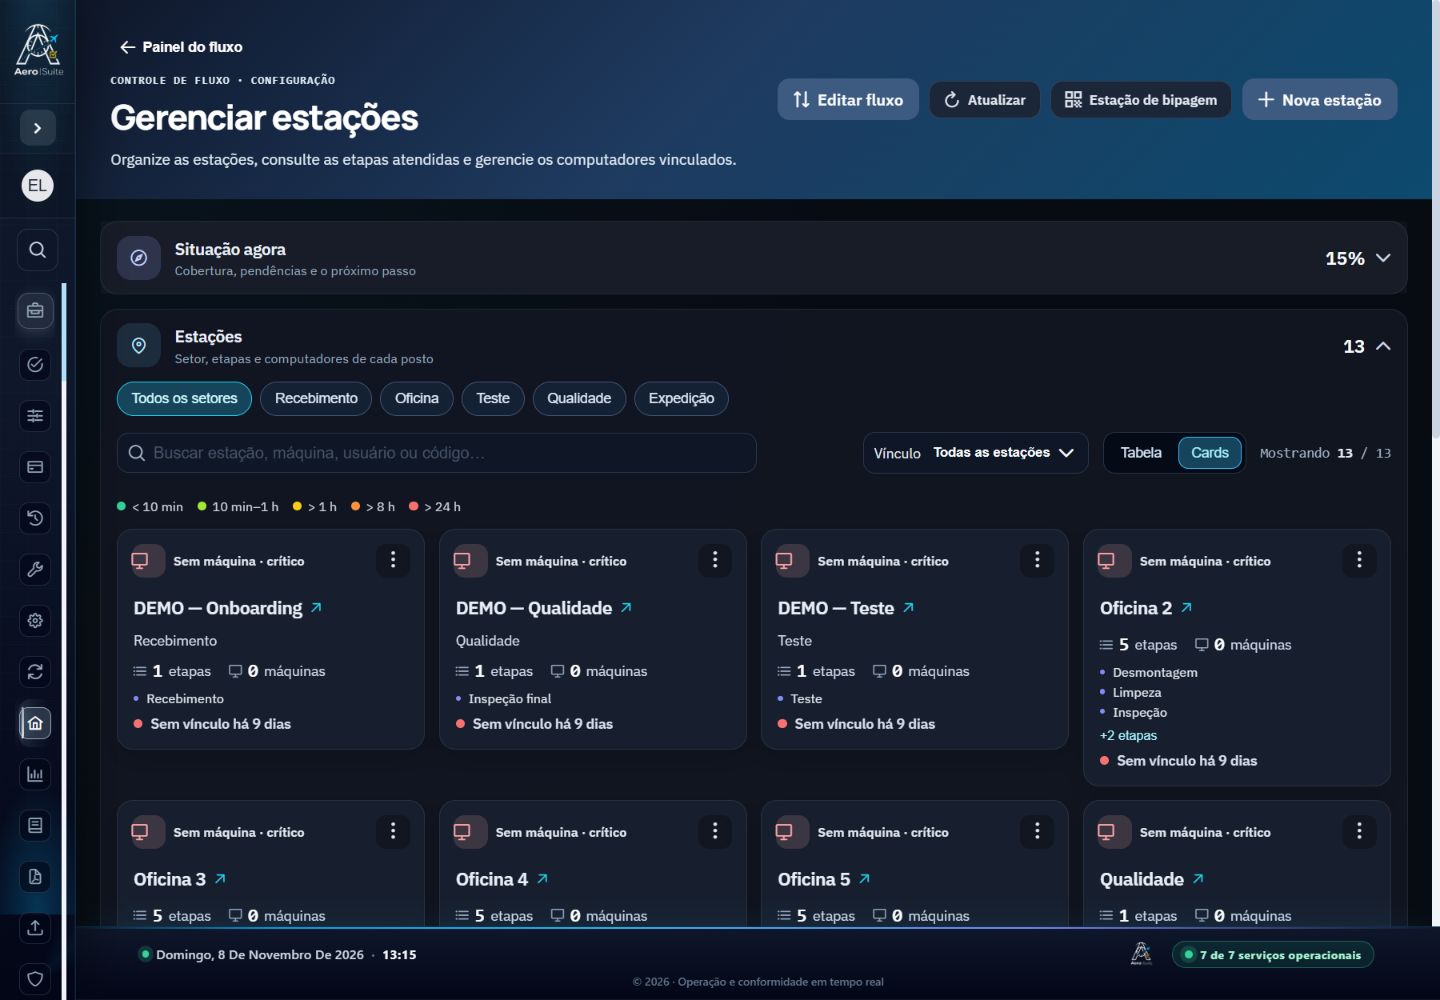 Aero|Suite
← Painel do fluxo
CONTROLE DE FLUXO • CONFIGURAÇÃO
Gerenciar estações
Organize as estações, consulte as etapas atendidas e gerencie os computadores vinculados.
Editar fluxo
Atualizar
Estação de bipagem
+ Nova estação
EL
Situação agora
Cobertura, pendências e o próximo passo
15%
Estações
Setor, etapas e computadores de cada posto
13
Todos os setores
Recebimento
Oficina
Teste
Qualidade
Expedição
Buscar estação, máquina, usuário ou código…
Vínculo Todas as estações
Tabela
Cards
Mostrando 13 / 13
< 10 min
10 min–1 h
> 1 h
> 8 h
> 24 h
Sem máquina · crítico
DEMO — Onboarding
Recebimento
1 etapas 0 máquinas
• Recebimento
Sem vínculo há 9 dias
Sem máquina · crítico
DEMO — Qualidade
Qualidade
1 etapas 0 máquinas
• Inspeção final
Sem vínculo há 9 dias
Sem máquina · crítico
DEMO — Teste
Teste
1 etapas 0 máquinas
• Teste
Sem vínculo há 9 dias
Sem máquina · crítico
Oficina 2
5 etapas 0 máquinas
• Desmontagem
• Limpeza
• Inspeção
+2 etapas
Sem vínculo há 9 dias
Sem máquina · crítico
Oficina 3
5 etapas 0 máquinas
Sem máquina · crítico
Oficina 4
5 etapas 0 máquinas
Sem máquina · crítico
Oficina 5
5 etapas 0 máquinas
Sem máquina · crítico
Qualidade
1 etapas 0 máquinas
Domingo, 8 De Novembro De 2026 · 13:15
7 de 7 serviços operacionais
© 2026 · Operação e conformidade em tempo real